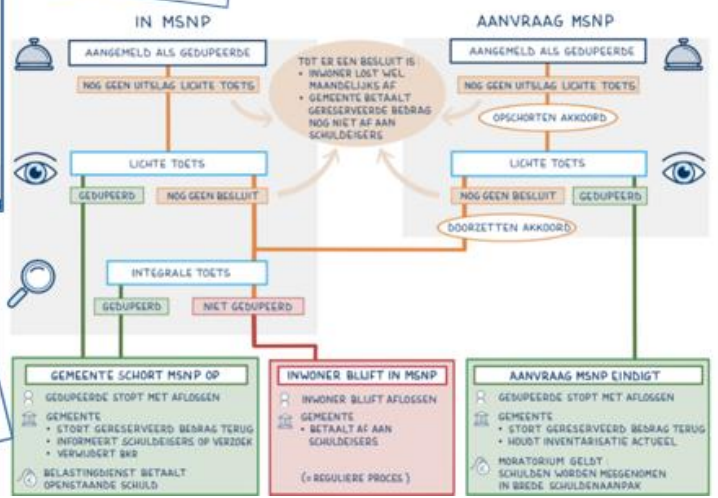 IN MSNP
AANGEMELD ALS GEDUPEERDE
NOG GEEN UITSLAG LICHTE TOETS
LICHTE TOETS
GEDUPEERD
NOG GEEN BESLUIT
INTEGRALE TOETS
GEDUPEERD
NIET GEDUPEERD
TOT ER EEN BESLUIT IS:
• INWONER LOST WEL
MAANDELIJKS AF
• GEMEENTE BETAALT
GERESERVEERDE BEDRAG
NOG NIET AF AAN
SCHULDEISERS
AANVRAAG MSNP
AANGEMELD ALS GEDUPEERDE
NOG GEEN UITSLAG LICHTE TOETS
OPSCHORTEN AKKOORD
LICHTE TOETS
NOG GEEN BESLUIT
GEDUPEERD
DOORZETTEN AKKOORD
GEMEENTE SCHORT MSNP OP
GEDUPEERDE STOPT MET AFLOSSEN
GEMEENTE
• STORT GERESERVEERD BEDRAG TERUG
• INFORMEERT SCHULDEISERS OP VERZOEK
• VERWIJDERT BKR
BELASTINGDIENST BETAALT
OPENSTAANDE SCHULD
INWONER BLIJFT IN MSNP
INWONER BLIJFT AFLOSSEN
GEMEENTE
• BETAALT AF AAN
SCHULDEISERS
(= REGULIERE PROCES)
AANVRAAG MSNP EINDIGT
GEDUPEERDE STOPT MET AFLOSSEN
GEMEENTE
• STORT GERESERVEERD BEDRAG TERUG
• HOUDT INVENTARISATIE ACTUEEL
MORATORIUM GELDT:
SCHULDEN WORDEN MEEGENOMEN
IN BREDE SCHULDENAANPAK